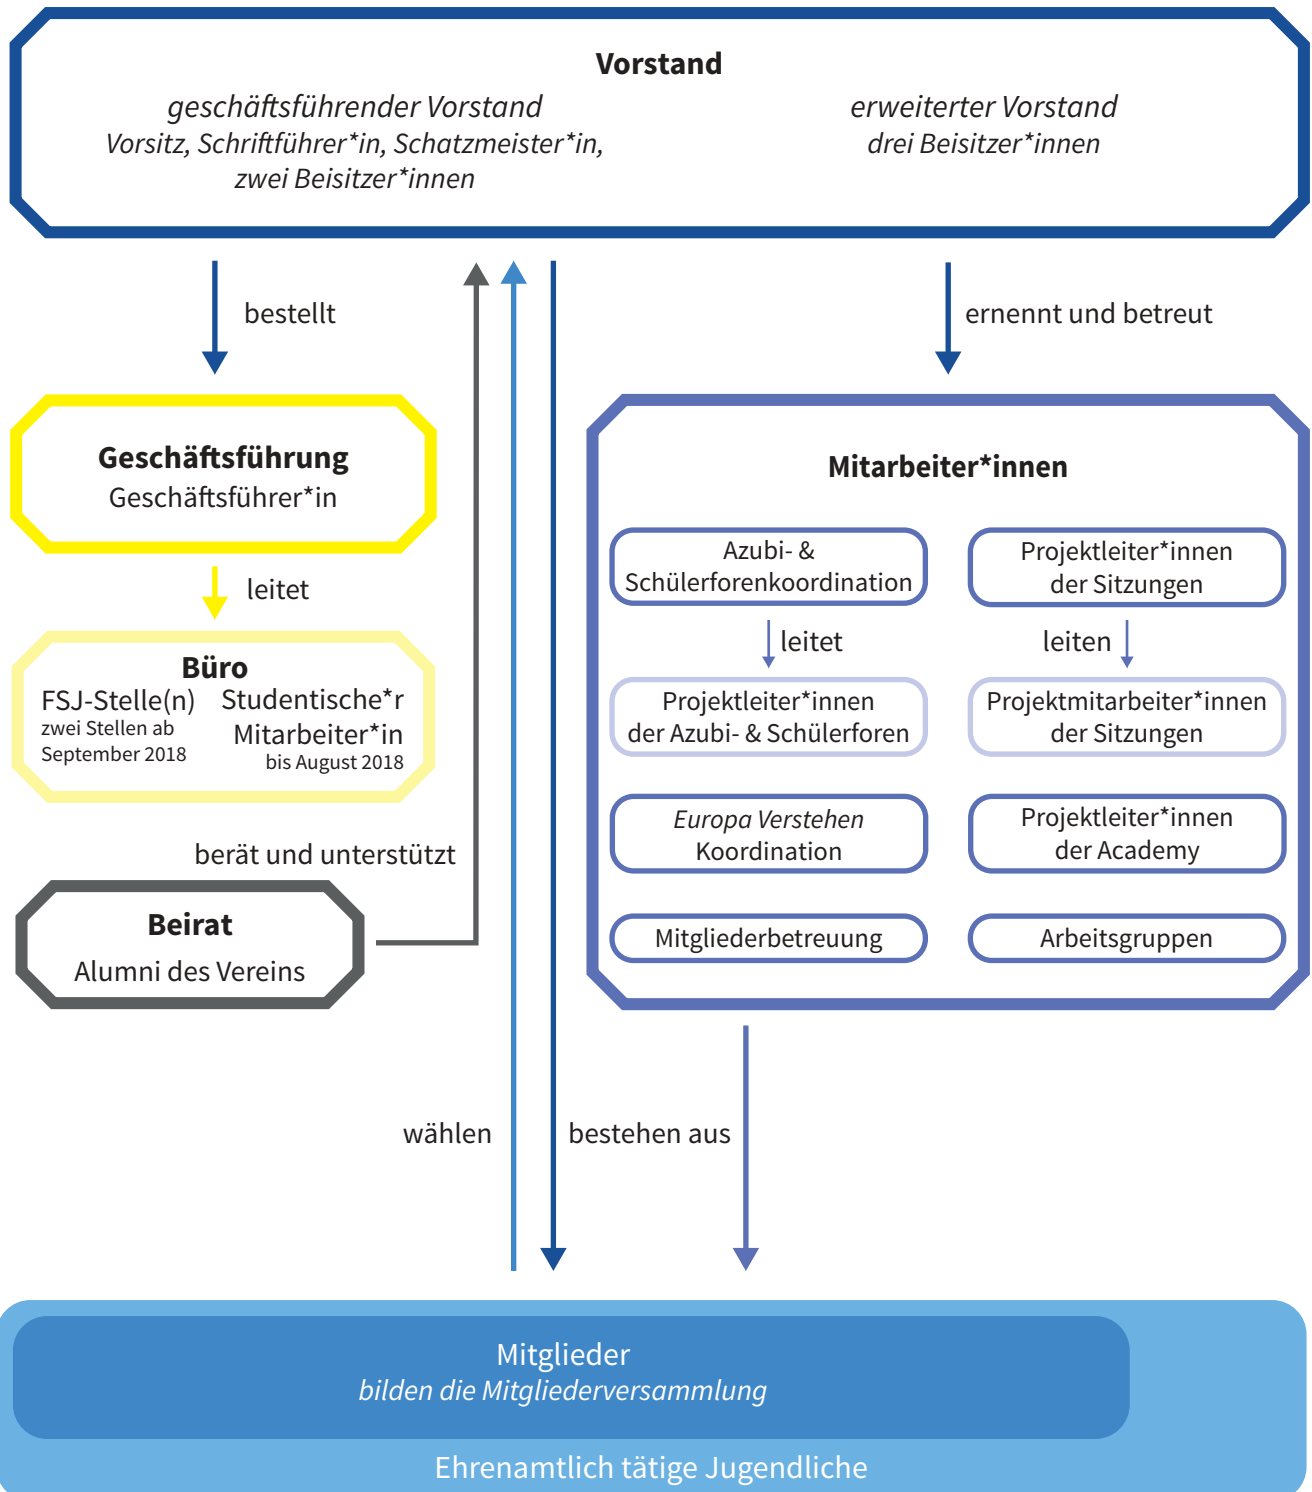 Vorstand
geschäftsführender Vorstand
Vorsitz, Schriftführer*in, Schatzmeister*in,
zwei Beisitzer*innen
erweiterter Vorstand
drei Beisitzer*innen
bestellt
ernennt und betreut
Geschäftsführung
Geschäftsführer*in
leitet
Büro
FSJ-Stelle(n)
zwei Stellen ab
September 2018
Studentische*r
Mitarbeiter*in
bis August 2018
berät und unterstützt
Beirat
Alumni des Vereins
Mitarbeiter*innen
Azubi- &
Schülerforenkoordination
leitet
Projektleiter*innen
der Azubi- & Schülerforen
Projektleiter*innen
der Sitzungen
leiten
Projektmitarbeiter*innen
der Sitzungen
Europa Verstehen
Koordination
Projektleiter*innen
der Academy
Mitgliederbetreuung
Arbeitsgruppen
wählen
bestehen aus
Mitglieder
bilden die Mitgliederversammlung
Ehrenamtlich tätige Jugendliche